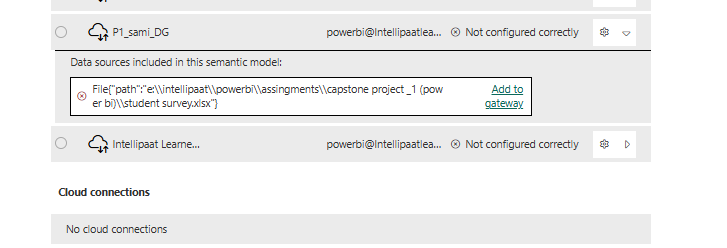 P1_sami_DG powerbi@Intellipaatlea... Not configured correctly
Data sources included in this semantic model:
File{"path":"e:\\intellipaat\\powerbi\\assingments\\capstone project _1 (pow Add to
er bi)\\student survey.xlsx"} gateway
Intellipaat Learne... powerbi@Intellipaatlea... Not configured correctly
Cloud connections
No cloud connections